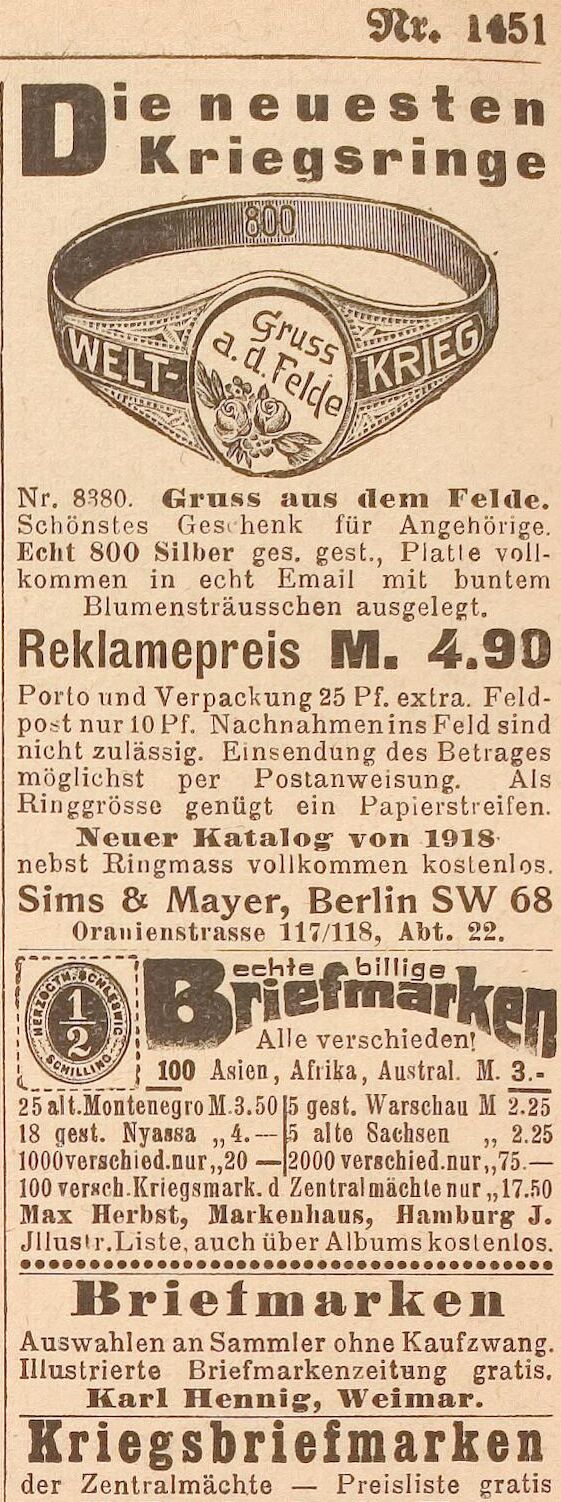 Nr. 1451
Die neuesten
Kriegsringe
800
WELT-
Gruss
a. d. Felde
KRIEG
Nr. 8380. Gruss aus dem Felde.
Schönstes Geschenk für Angehörige.
Echt 800 Silber ges. gest., Platte voll-
kommen in echt Email mit buntem
Blumensträusschen ausgelegt.
Reklamepreis M. 4.90
Porto und Verpackung 25 Pf. extra. Feld-
post nur 10 Pf. Nachnahmen ins Feld sind
nicht zulässig. Einsendung des Betrages
möglichst per Postanweisung. Als
Ringgrösse genügt ein Papierstreifen.
Neuer Katalog von 1918
nebst Ringmass vollkommen kostenlos.
Sims & Mayer, Berlin SW 68
Oranienstrasse 117/118, Abt. 22.
HERZOGTH. SCHLESWIG
1/2
SCHILLING
echte billige
Briefmarken
Alle verschieden!
100 Asien, Afrika, Austral. M. 3.-
25 alt. Montenegro M. 3.50 | 5 gest. Warschau M 2.25
18 gest. Nyassa „ 4.— | 5 alte Sachsen „ 2.25
1000 verschied. nur „ 20 — | 2000 verschied. nur „ 75.—
100 versch. Kriegsmark. d Zentralmächte nur „ 17.50
Max Herbst, Markenhaus, Hamburg J.
Jllustr. Liste, auch über Albums kostenlos.
Briefmarken
Auswahlen an Sammler ohne Kaufzwang.
Illustrierte Briefmarkenzeitung gratis.
Karl Hennig, Weimar.
Kriegsbriefmarken
der Zentralmächte — Preisliste gratis